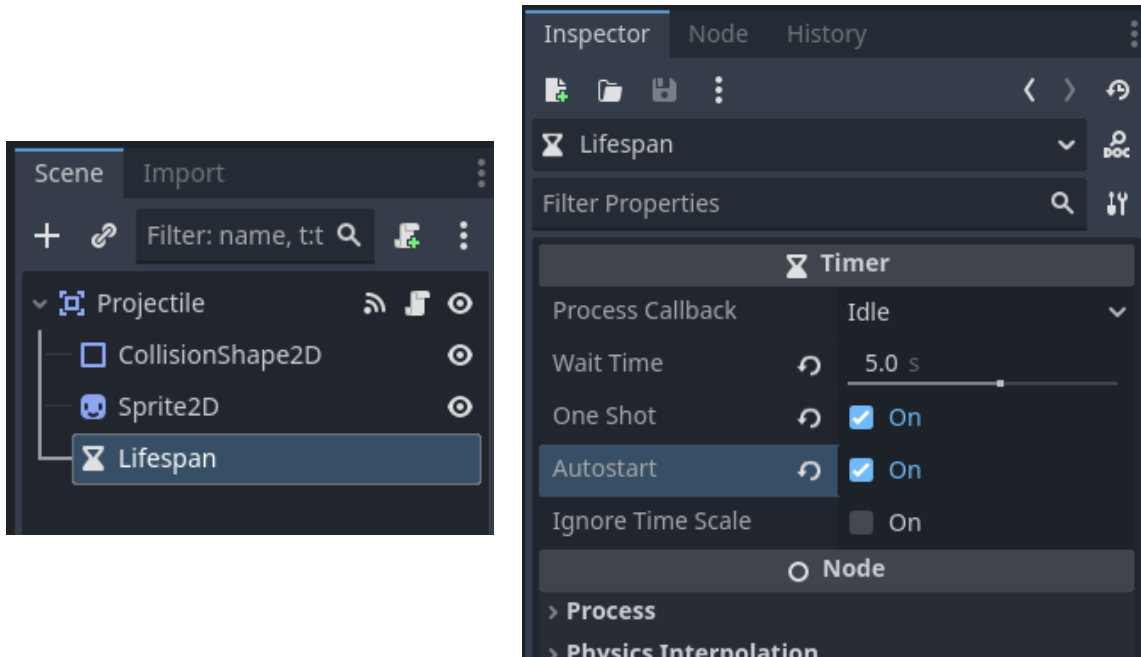 Scene Import
Filter: name, t:t
Projectile
CollisionShape2D
Sprite2D
Lifespan
Inspector Node History
Lifespan
DOC
Filter Properties
Timer
Process Callback Idle
Wait Time 5.0 s
One Shot On
Autostart On
Ignore Time Scale On
Node
Process
Physics Interpolation